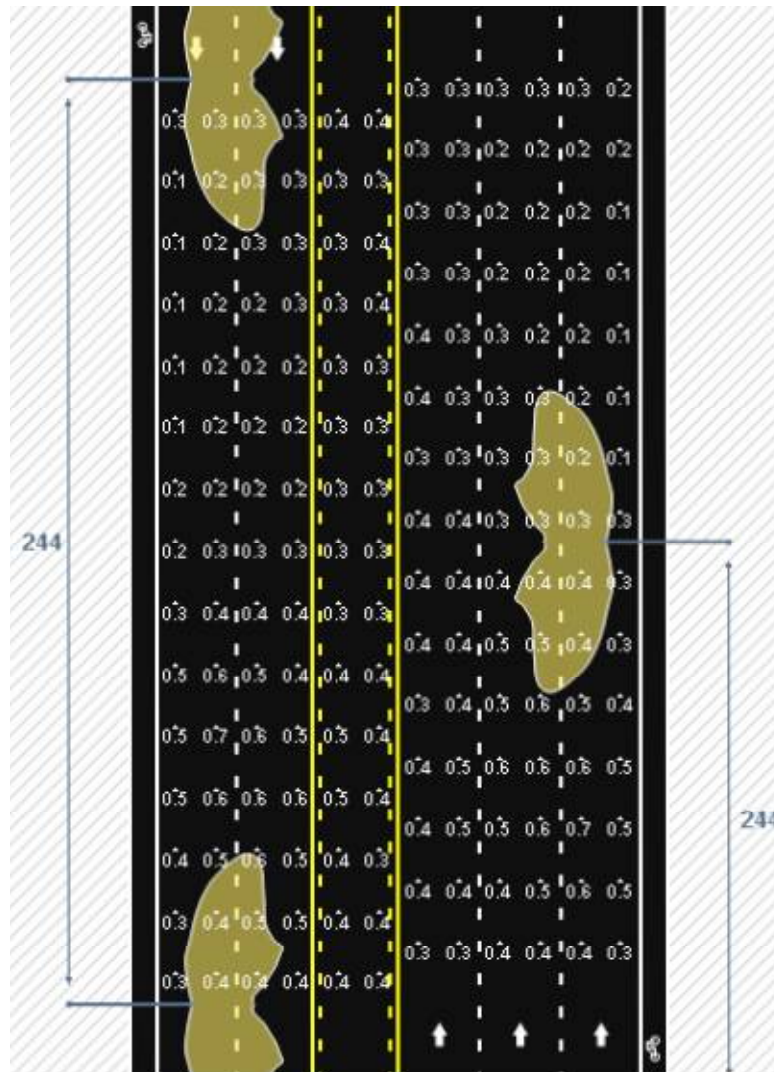 0.3 0.3 0.3 0.3 0.3 0.2
0.3 0.3 0.3 0.3 0.4 0.4
0.3 0.3 0.2 0.2 0.2 0.2
0.1 0.2 0.3 0.3 0.3 0.3
0.3 0.3 0.2 0.2 0.2 0.1
0.1 0.2 0.3 0.3 0.3 0.4
0.3 0.3 0.2 0.2 0.2 0.1
0.1 0.2 0.2 0.3 0.3 0.4
0.4 0.3 0.3 0.2 0.2 0.1
0.1 0.2 0.2 0.2 0.3 0.3
0.4 0.3 0.3 0.3 0.2 0.1
0.1 0.2 0.2 0.2 0.3 0.3
0.3 0.3 0.3 0.3 0.2 0.1
0.2 0.2 0.2 0.2 0.3 0.3
0.4 0.4 0.3 0.3 0.3 0.3
244
0.2 0.3 0.3 0.3 0.3 0.3
0.4 0.4 0.4 0.4 0.4 0.3
0.3 0.4 0.4 0.4 0.3 0.3
0.4 0.4 0.5 0.5 0.4 0.3
0.5 0.6 0.5 0.4 0.4 0.4
0.3 0.4 0.5 0.6 0.5 0.4
0.5 0.7 0.6 0.5 0.5 0.4
0.4 0.5 0.6 0.6 0.6 0.5
0.5 0.6 0.6 0.6 0.5 0.4
244
0.4 0.5 0.5 0.6 0.7 0.5
0.4 0.5 0.6 0.5 0.4 0.3
0.4 0.4 0.4 0.5 0.6 0.5
0.3 0.4 0.5 0.5 0.4 0.4
0.3 0.3 0.4 0.4 0.4 0.3
0.3 0.4 0.4 0.4 0.4 0.4